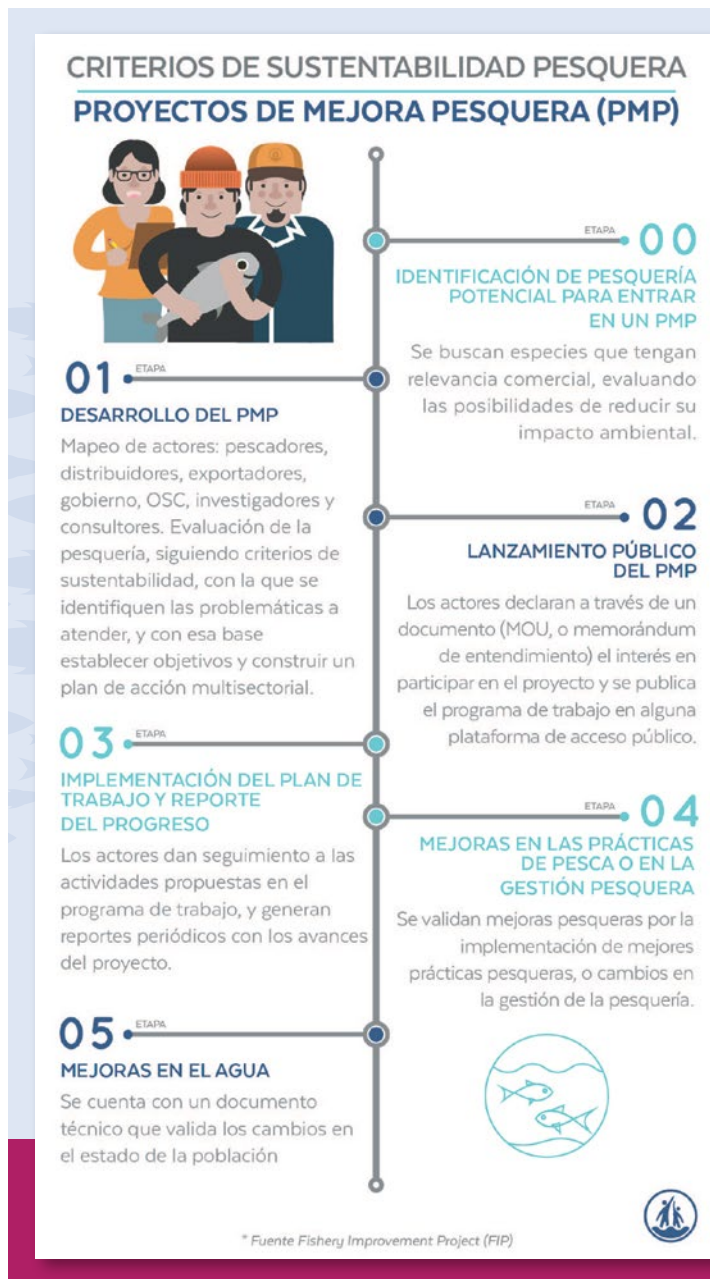 CRITERIOS DE SUSTENTABILIDAD PESQUERA
PROYECTOS DE MEJORA PESQUERA (PMP)
ETAPA 00
IDENTIFICACIÓN DE PESQUERÍA
POTENCIAL PARA ENTRAR
EN UN PMP
Se buscan especies que tengan
relevancia comercial, evaluando
las posibilidades de reducir su
impacto ambiental.
01 ETAPA
DESARROLLO DEL PMP
Mapeo de actores: pescadores,
distribuidores, exportadores,
gobierno, OSC, investigadores y
consultores. Evaluación de la
pesquería, siguiendo criterios de
sustentabilidad, con la que se
identifiquen las problemáticas a
atender, y con esa base
establecer objetivos y construir un
plan de acción multisectorial.
ETAPA 02
LANZAMIENTO PÚBLICO
DEL PMP
Los actores declaran a través de un
documento (MOU, o memorándum
de entendimiento) el interés en
participar en el proyecto y se publica
el programa de trabajo en alguna
plataforma de acceso público.
03 ETAPA
IMPLEMENTACIÓN DEL PLAN DE
TRABAJO Y REPORTE
DEL PROGRESO
Los actores dan seguimiento a las
actividades propuestas en el
programa de trabajo, y generan
reportes periódicos con los avances
del proyecto.
ETAPA 04
MEJORAS EN LAS PRÁCTICAS
DE PESCA O EN LA
GESTIÓN PESQUERA
Se validan mejoras pesqueras por la
implementación de mejores
prácticas pesqueras, o cambios en
la gestión de la pesquería.
05 ETAPA
MEJORAS EN EL AGUA
Se cuenta con un documento
técnico que valida los cambios en
el estado de la población
* Fuente Fishery Improvement Project (FIP)